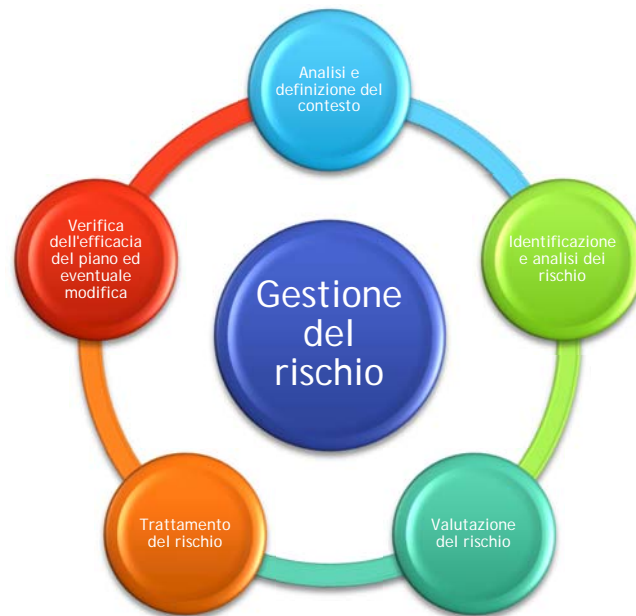 Analisi e
definizione del
contesto
Identificazione
e analisi dei
rischio
Valutazione
del rischio
Trattamento
del rischio
Verifica
dell'efficacia
del piano ed
eventuale
modifica
Gestione
del
rischio